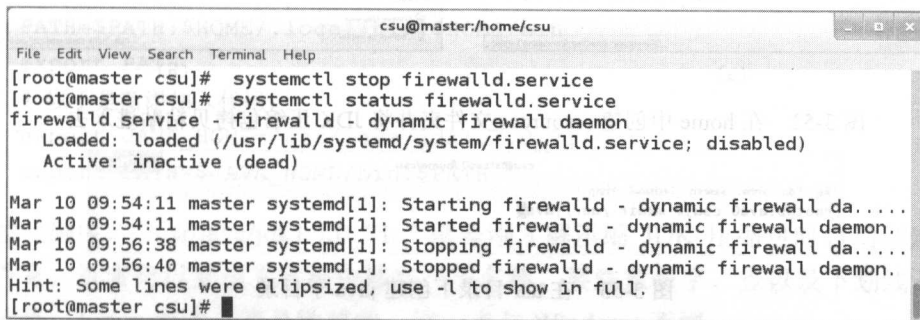 csu@master:/home/csu
File Edit View Search Terminal Help
[root@master csu]#  systemctl stop firewalld.service
[root@master csu]#  systemctl status firewalld.service
firewalld.service - firewalld - dynamic firewall daemon
   Loaded: loaded (/usr/lib/systemd/system/firewalld.service; disabled)
   Active: inactive (dead)
Mar 10 09:54:11 master systemd[1]: Starting firewalld - dynamic firewall da.....
Mar 10 09:54:11 master systemd[1]: Started firewalld - dynamic firewall daemon.
Mar 10 09:56:38 master systemd[1]: Stopping firewalld - dynamic firewall da.....
Mar 10 09:56:40 master systemd[1]: Stopped firewalld - dynamic firewall daemon.
Hint: Some lines were ellipsized, use -l to show in full.
[root@master csu]#